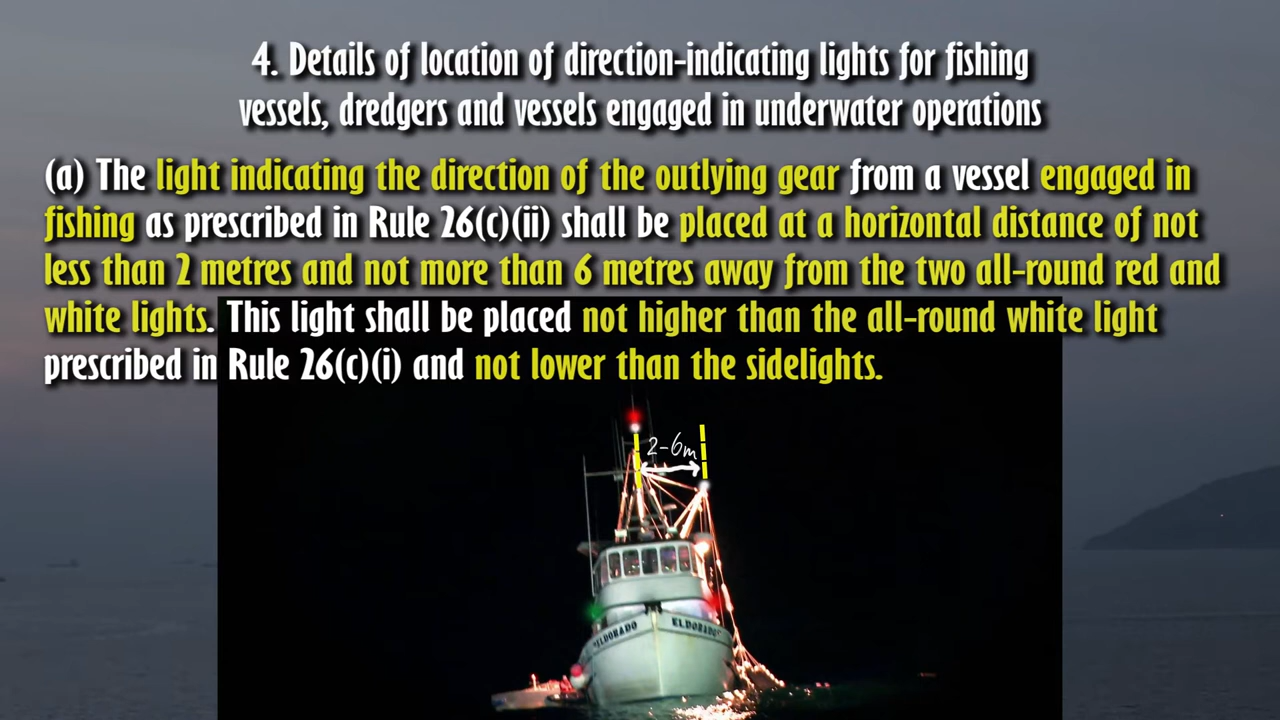 4. Details of location of direction-indicating lights for fishing
vessels, dredgers and vessels engaged in underwater operations
(a) The light indicating the direction of the outlying gear from a vessel engaged in
fishing as prescribed in Rule 26(c)(ii) shall be placed at a horizontal distance of not
less than 2 metres and not more than 6 metres away from the two all-round red and
white lights. This light shall be placed not higher than the all-round white light
prescribed in Rule 26(c)(i) and not lower than the sidelights.
2-6m
ELDORADO ELDORADO